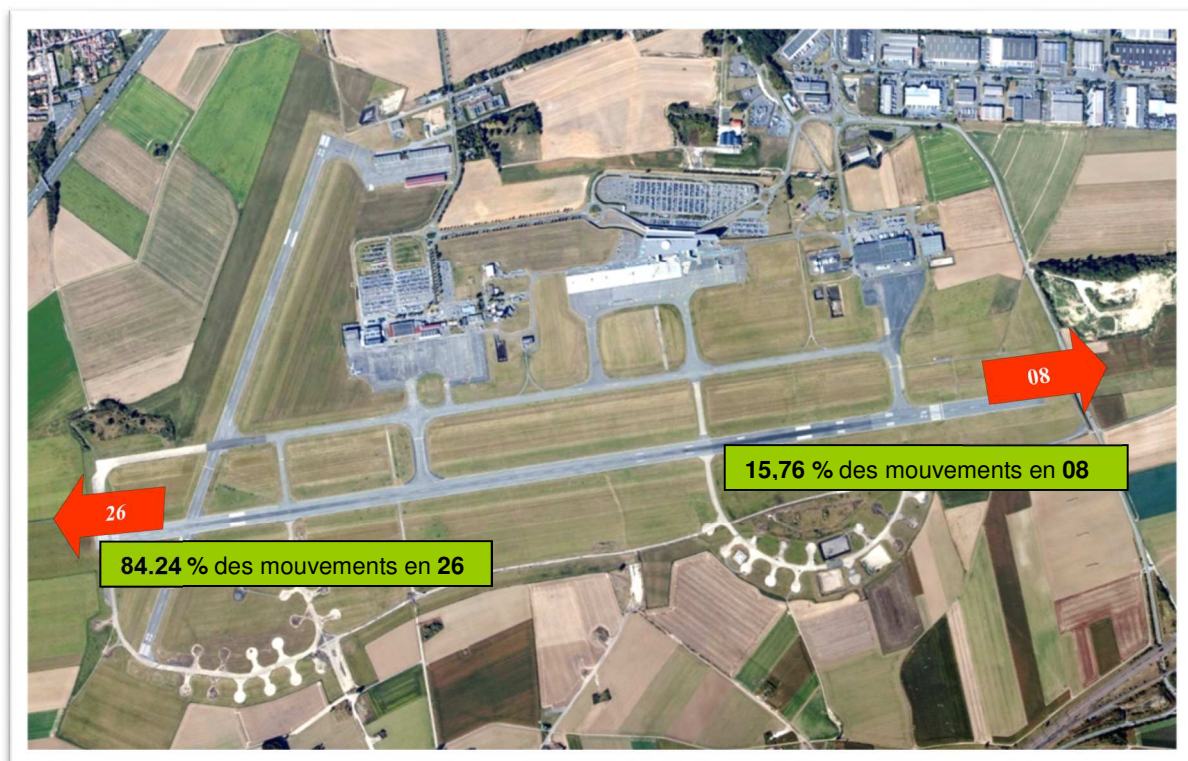 08
15,76 % des mouvements en 08
26
84.24 % des mouvements en 26